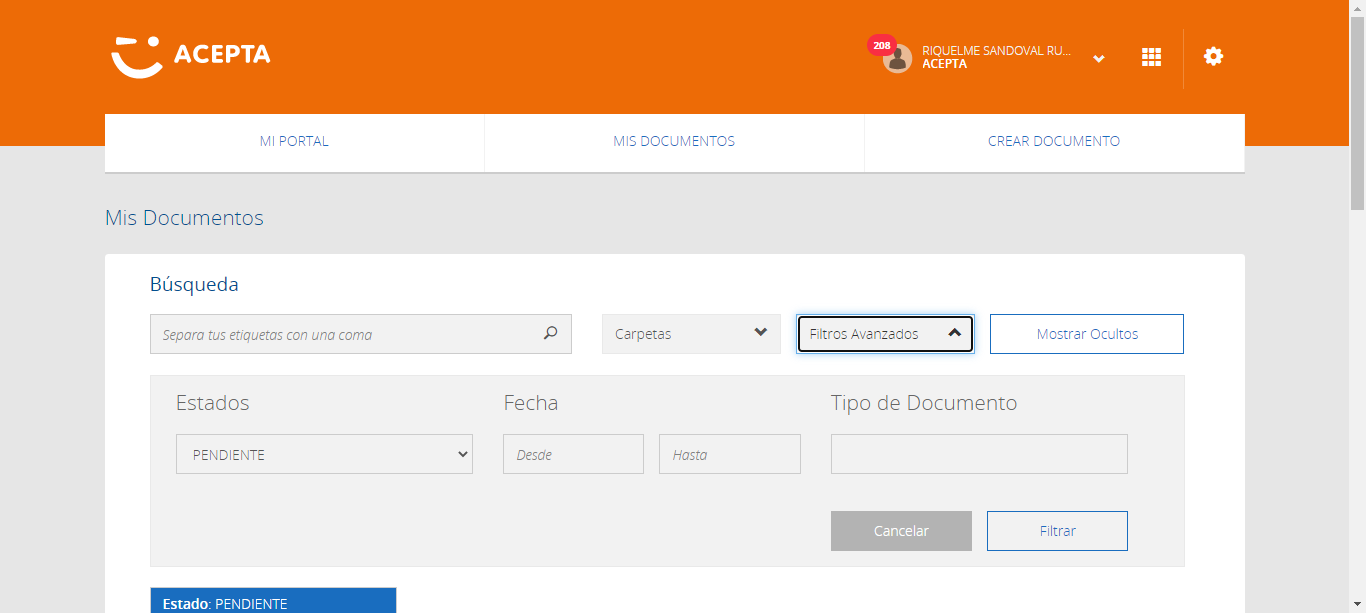 ACEPTA
208
RIQUELME SANDOVAL RU...
ACEPTA
MI PORTAL
MIS DOCUMENTOS
CREAR DOCUMENTO
Mis Documentos
Búsqueda
Separa tus etiquetas con una coma
Carpetas
Filtros Avanzados
Mostrar Ocultos
Estados
Fecha
Tipo de Documento
PENDIENTE
Desde
Hasta
Cancelar
Filtrar
Estado: PENDIENTE